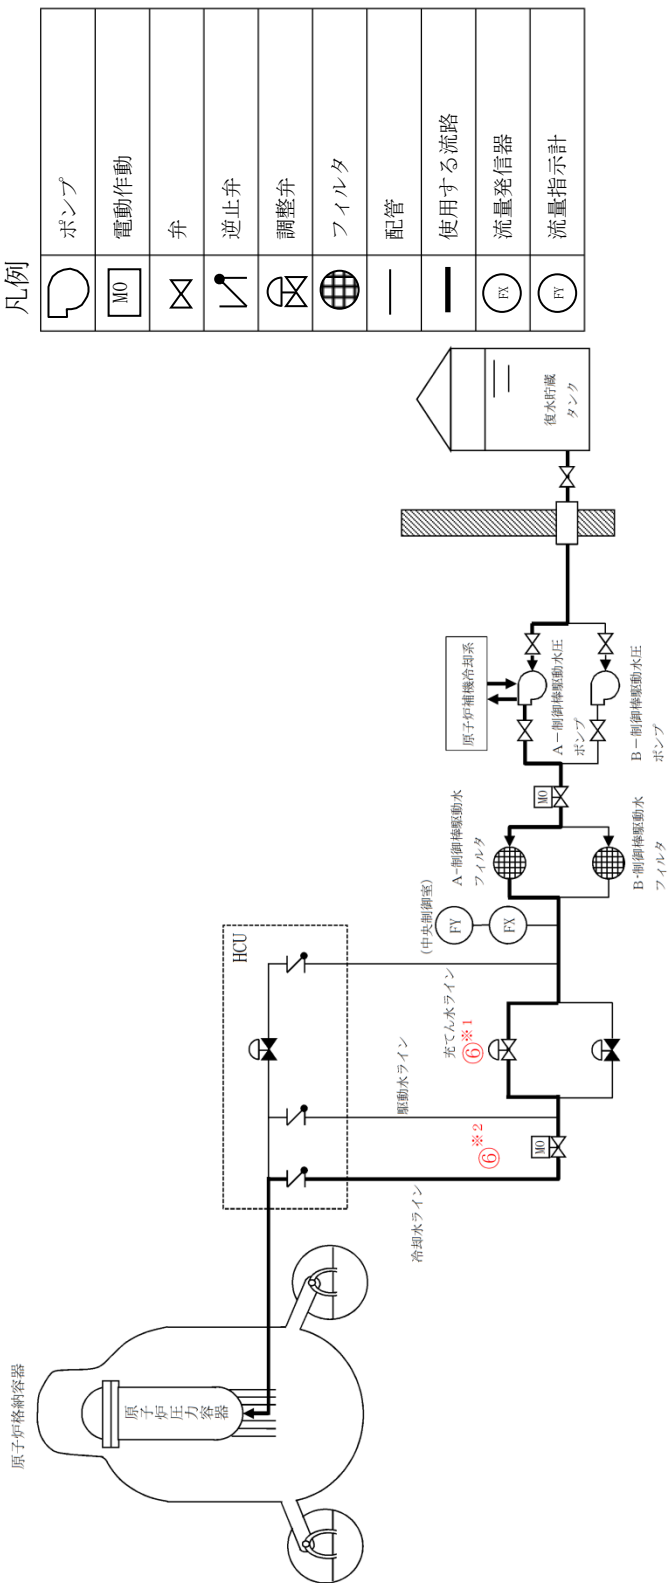 凡例
ポンプ
MO
電動作動
弁
逆止弁
調整弁
フィルタ
配管
使用する流路
FX
流量発信器
FY
流量指示計
復水貯蔵
タンク
原子炉補機冷却系
A－制御棒駆動水圧
ポンプ
B－制御棒駆動水圧
ポンプ
MO
A-制御棒駆動水
フィルタ
B-制御棒駆動水
フィルタ
(中央制御室)
FY
FX
HCU
充てん水ライン
⑥※1
駆動水ライン
⑥※2
MO
冷却水ライン
原子炉格納容器
原子炉圧力容器